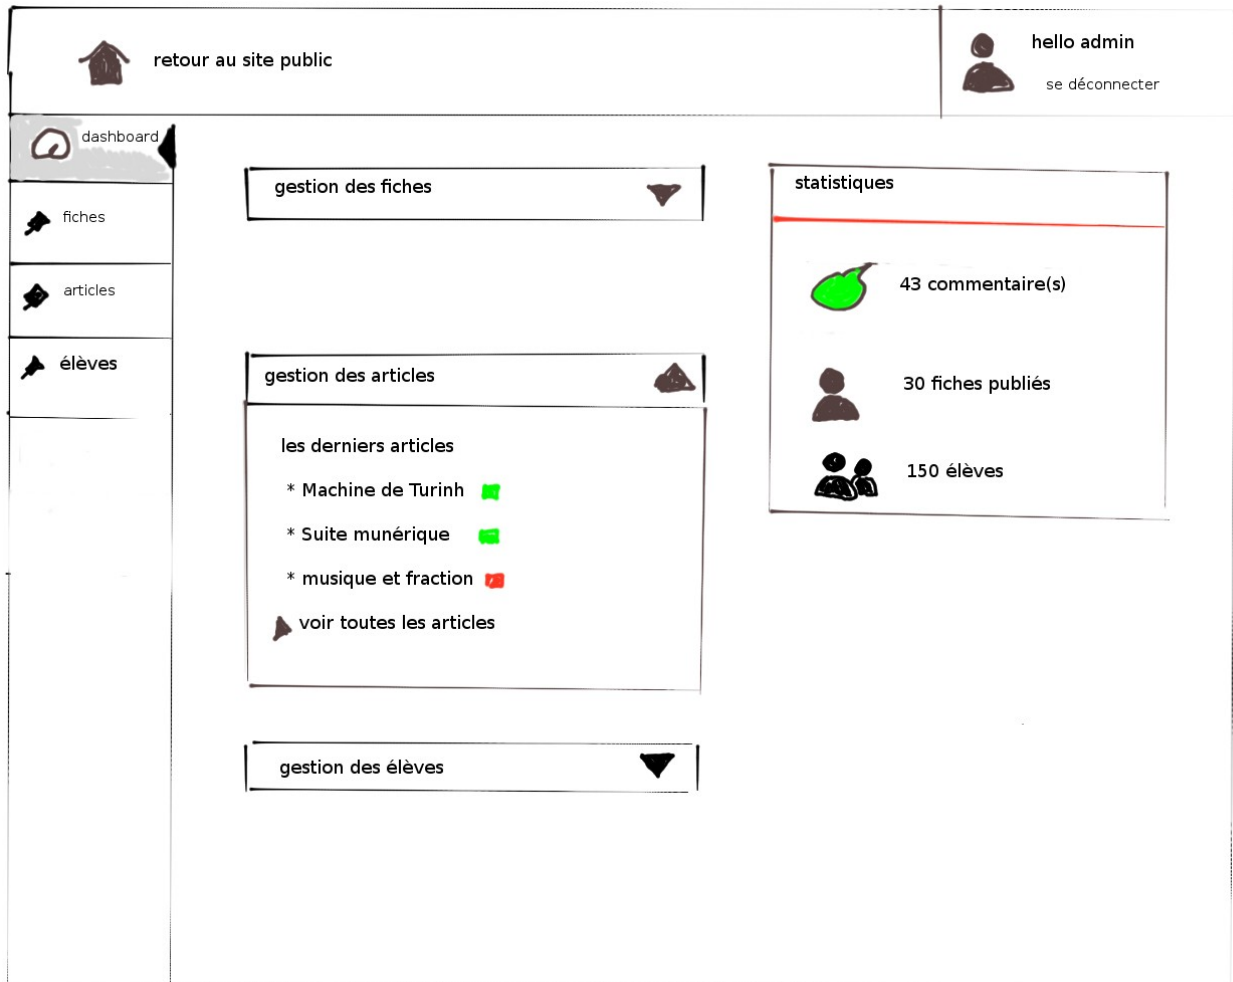 retour au site public
hello admin
se déconnecter
dashboard
fiches
articles
élèves
gestion des fiches
gestion des articles
les derniers articles
* Machine de Turinh
* Suite munérique
* musique et fraction
voir toutes les articles
gestion des élèves
statistiques
43 commentaire(s)
30 fiches publiés
150 élèves